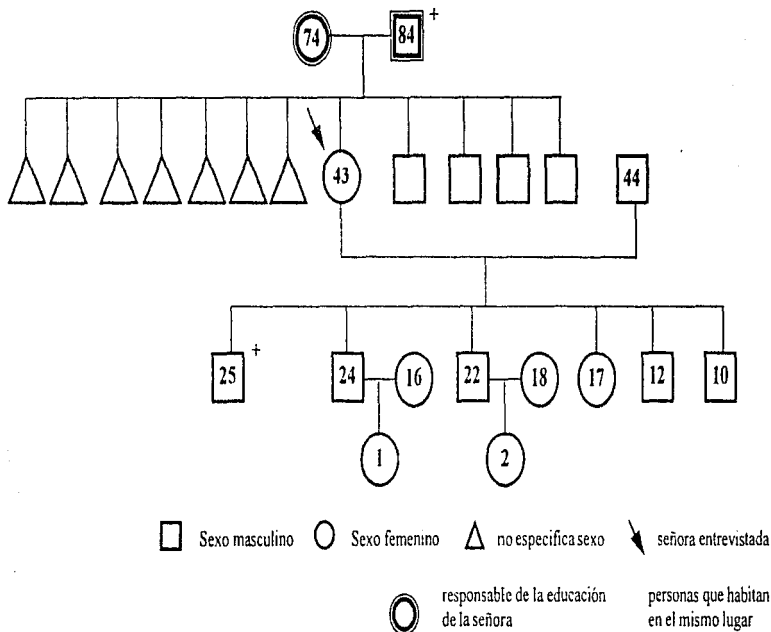 74 84 +
43 44
25 + 24 16 22 18 17 12 10
1 2
Sexo masculino Sexo femenino no especifica sexo señora entrevistada
responsable de la educación personas que habitan
de la señora en el mismo lugar